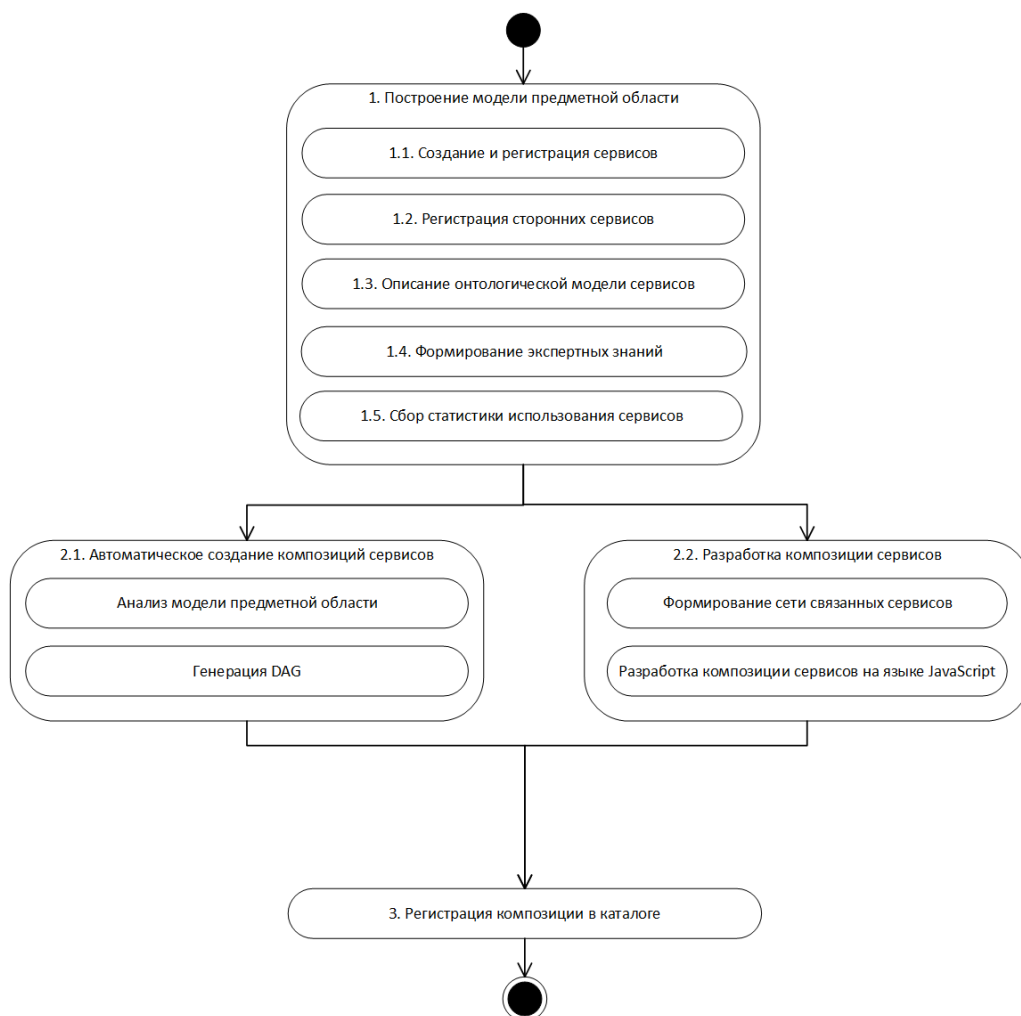 1. Построение модели предметной области
1.1. Создание и регистрация сервисов
1.2. Регистрация сторонних сервисов
1.3. Описание онтологической модели сервисов
1.4. Формирование экспертных знаний
1.5. Сбор статистики использования сервисов
2.1. Автоматическое создание композиций сервисов
Анализ модели предметной области
Генерация DAG
2.2. Разработка композиции сервисов
Формирование сети связанных сервисов
Разработка композиции сервисов на языке JavaScript
3. Регистрация композиции в каталоге